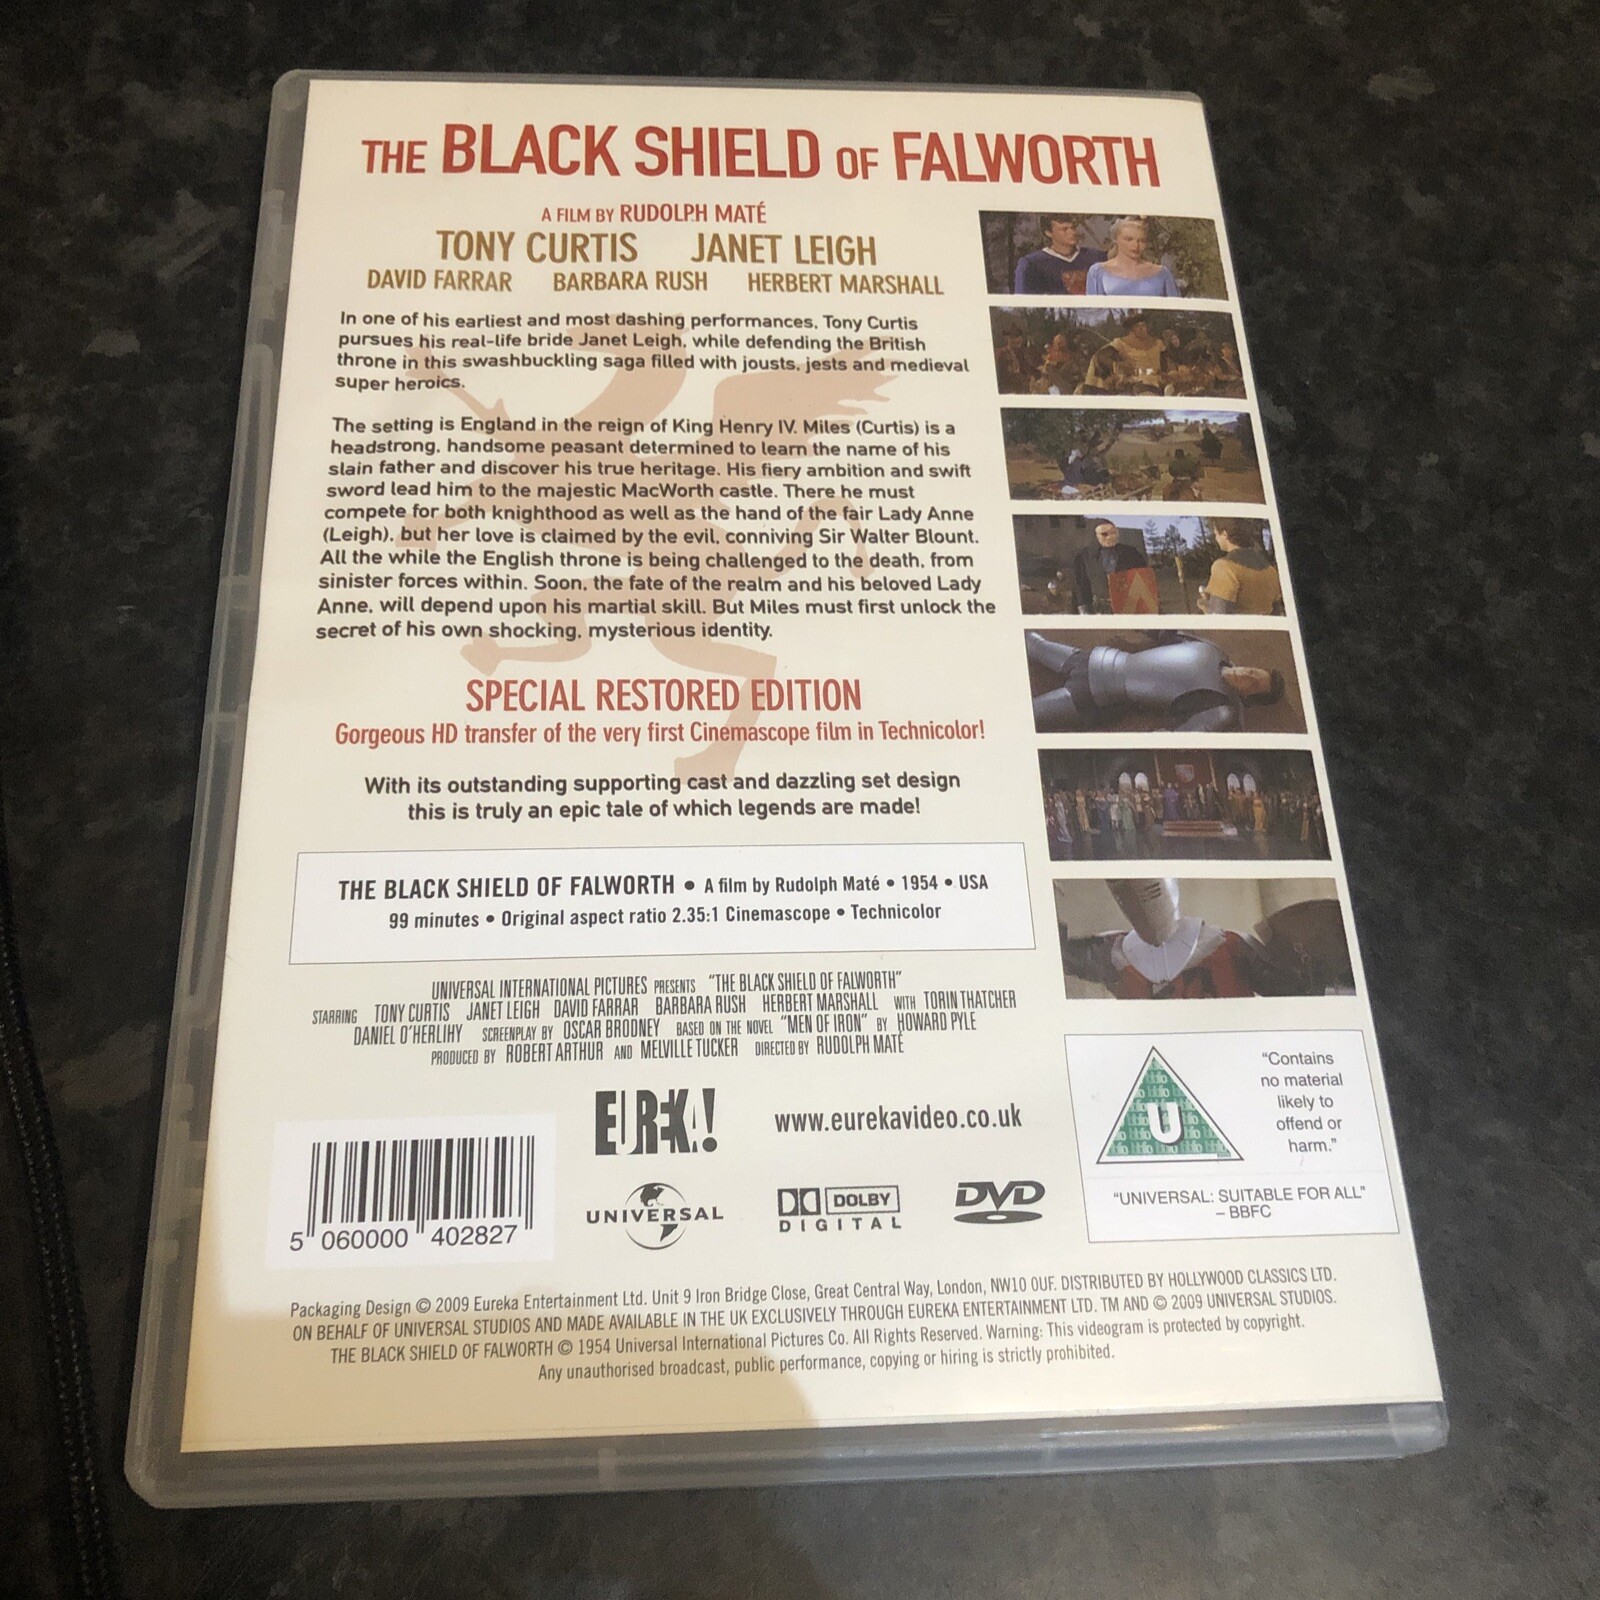 THE BLACK SHIELD OF FALWORTH
A FILM BY RUDOLPH MATÉ
TONY CURTIS JANET LEIGH
DAVID FARRAR BARBARA RUSH HERBERT MARSHALL
In one of his earliest and most dashing performances, Tony Curtis
pursues his real-life bride Janet Leigh, while defending the British
throne in this swashbuckling saga filled with jousts, jests and medieval
super heroics.
The setting is England in the reign of King Henry IV. Miles (Curtis) is a
headstrong, handsome peasant determined to learn the name of his
slain father and discover his true heritage. His fiery ambition and swift
sword lead him to the majestic MacWorth castle. There he must
compete for both knighthood as well as the hand of the fair Lady Anne
(Leigh), but her love is claimed by the evil, conniving Sir Walter Blount.
All the while the English throne is being challenged to the death, from
sinister forces within. Soon, the fate of the realm and his beloved Lady
Anne, will depend upon his martial skill. But Miles must first unlock the
secret of his own shocking, mysterious identity.
SPECIAL RESTORED EDITION
Gorgeous HD transfer of the very first Cinemascope film in Technicolor!
With its outstanding supporting cast and dazzling set design
this is truly an epic tale of which legends are made!
THE BLACK SHIELD OF FALWORTH • A film by Rudolph Maté • 1954 • USA
99 minutes • Original aspect ratio 2.35:1 Cinemascope • Technicolor
UNIVERSAL INTERNATIONAL PICTURES PRESENTS "THE BLACK SHIELD OF FALWORTH"
STARRING TONY CURTIS JANET LEIGH DAVID FARRAR BARBARA RUSH HERBERT MARSHALL WITH TORIN THATCHER
DANIEL O'HERLIHY SCREENPLAY BY OSCAR BRODNEY BASED ON THE NOVEL "MEN OF IRON" BY HOWARD PYLE
PRODUCED BY ROBERT ARTHUR AND MELVILLE TUCKER DIRECTED BY RUDOLPH MATÉ
EUREKA!
www.eurekavideo.co.uk
U
"Contains
no material
likely to
offend or
harm."
"UNIVERSAL: SUITABLE FOR ALL"
– BBFC
5 060000 402827
UNIVERSAL
DOLBY
DIGITAL
DVD
Packaging Design © 2009 Eureka Entertainment Ltd. Unit 9 Iron Bridge Close, Great Central Way, London, NW10 0UF. DISTRIBUTED BY HOLLYWOOD CLASSICS LTD.
ON BEHALF OF UNIVERSAL STUDIOS AND MADE AVAILABLE IN THE UK EXCLUSIVELY THROUGH EUREKA ENTERTAINMENT LTD. TM AND © 2009 UNIVERSAL STUDIOS.
THE BLACK SHIELD OF FALWORTH © 1954 Universal International Pictures Co. All Rights Reserved. Warning: This videogram is protected by copyright.
Any unauthorised broadcast, public performance, copying or hiring is strictly prohibited.